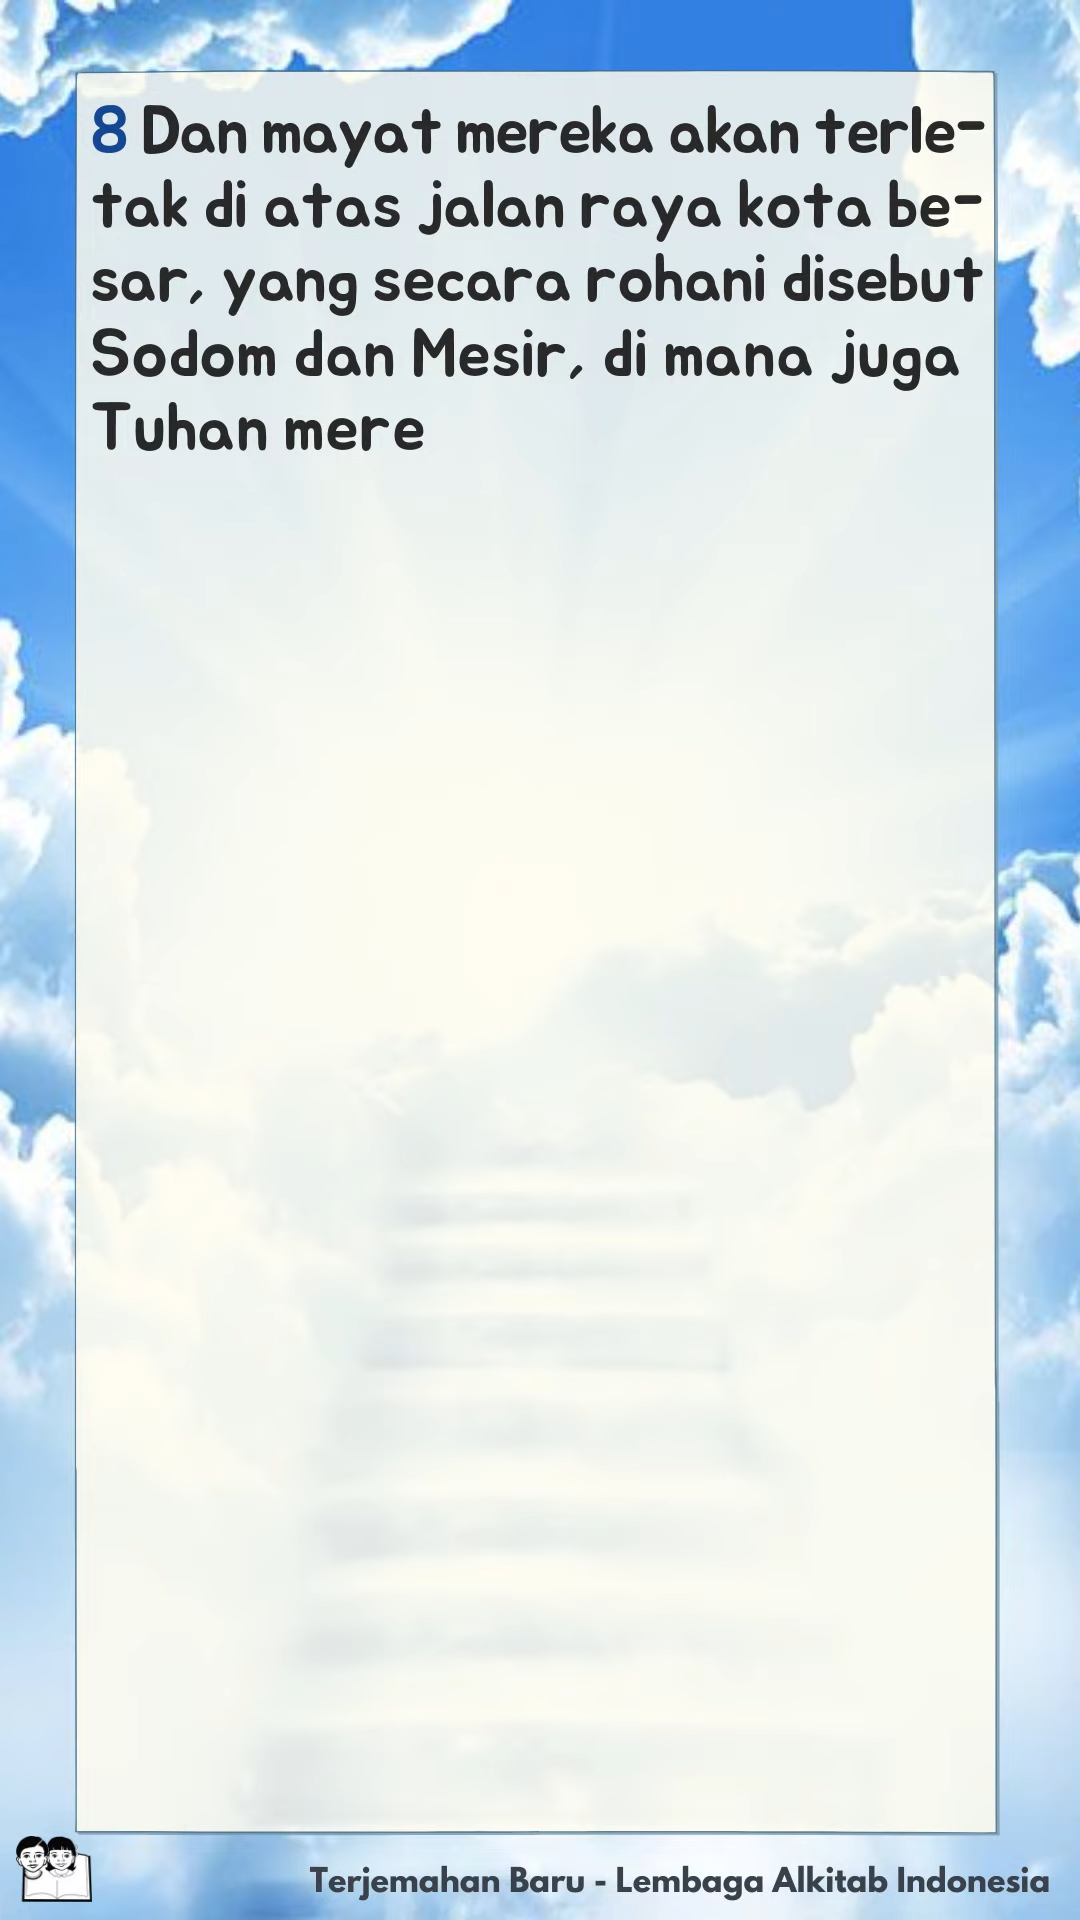 8 Dan mayat mereka akan terle-
tak di atas jalan raya kota be-
sar, yang secara rohani disebut
Sodom dan Mesir, di mana juga
Tuhan mere
Terjemahan Baru - Lembaga Alkitab Indonesia